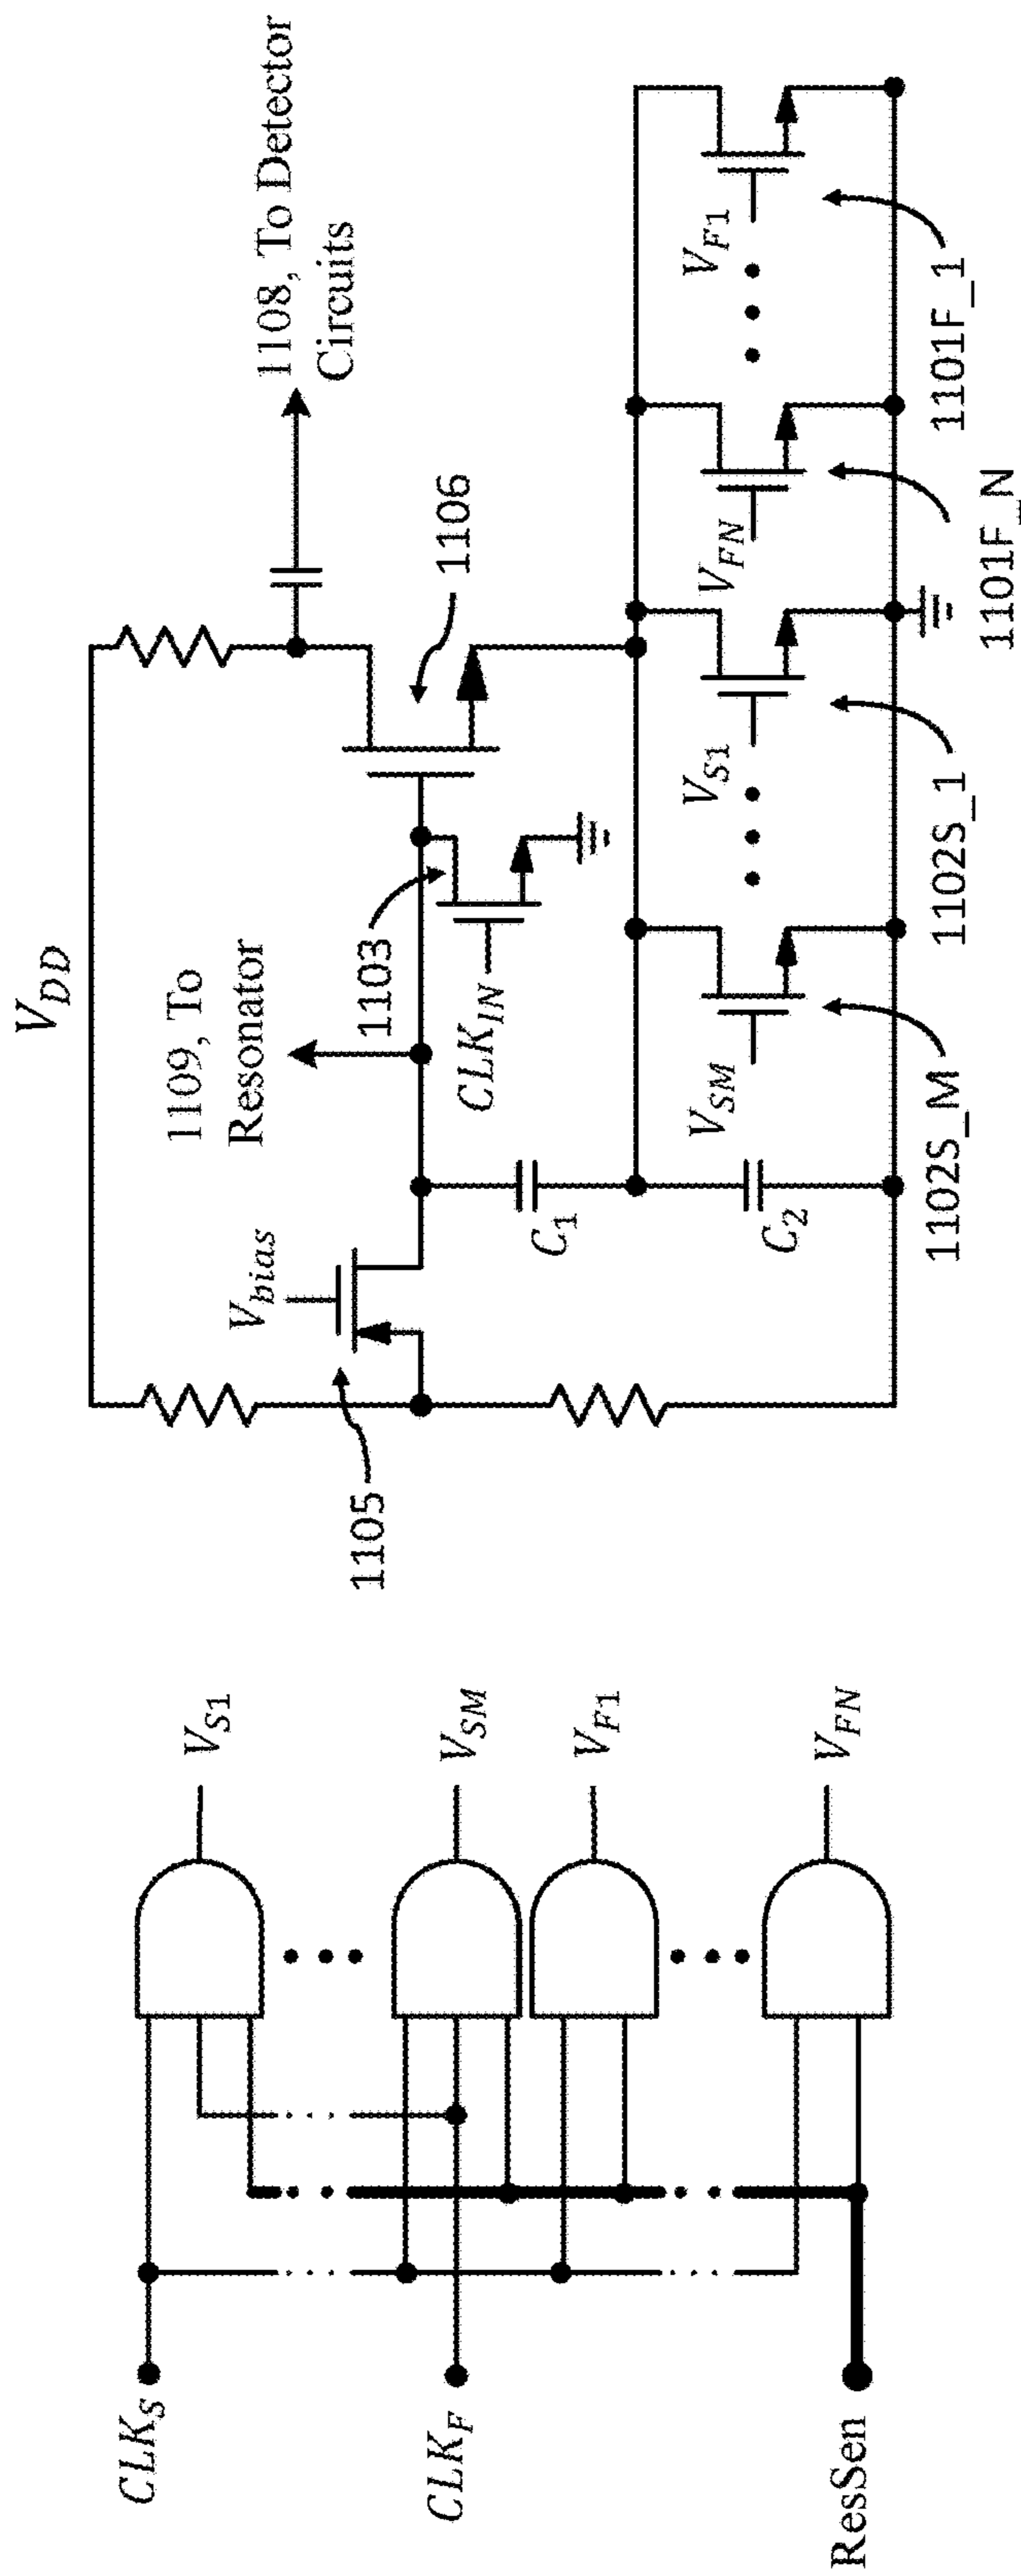 CLK_S
CLK_F
ResSen
V_S1
V_SM
V_F1
V_FN
V_DD
1105
V_bias
1109, To
Resonator
1103
CLK_IN
1106
1108, To Detector
Circuits
C_1
C_2
V_SM
V_S1
V_FN
V_F1
1102S_M
1102S_1
1101F_N
1101F_1